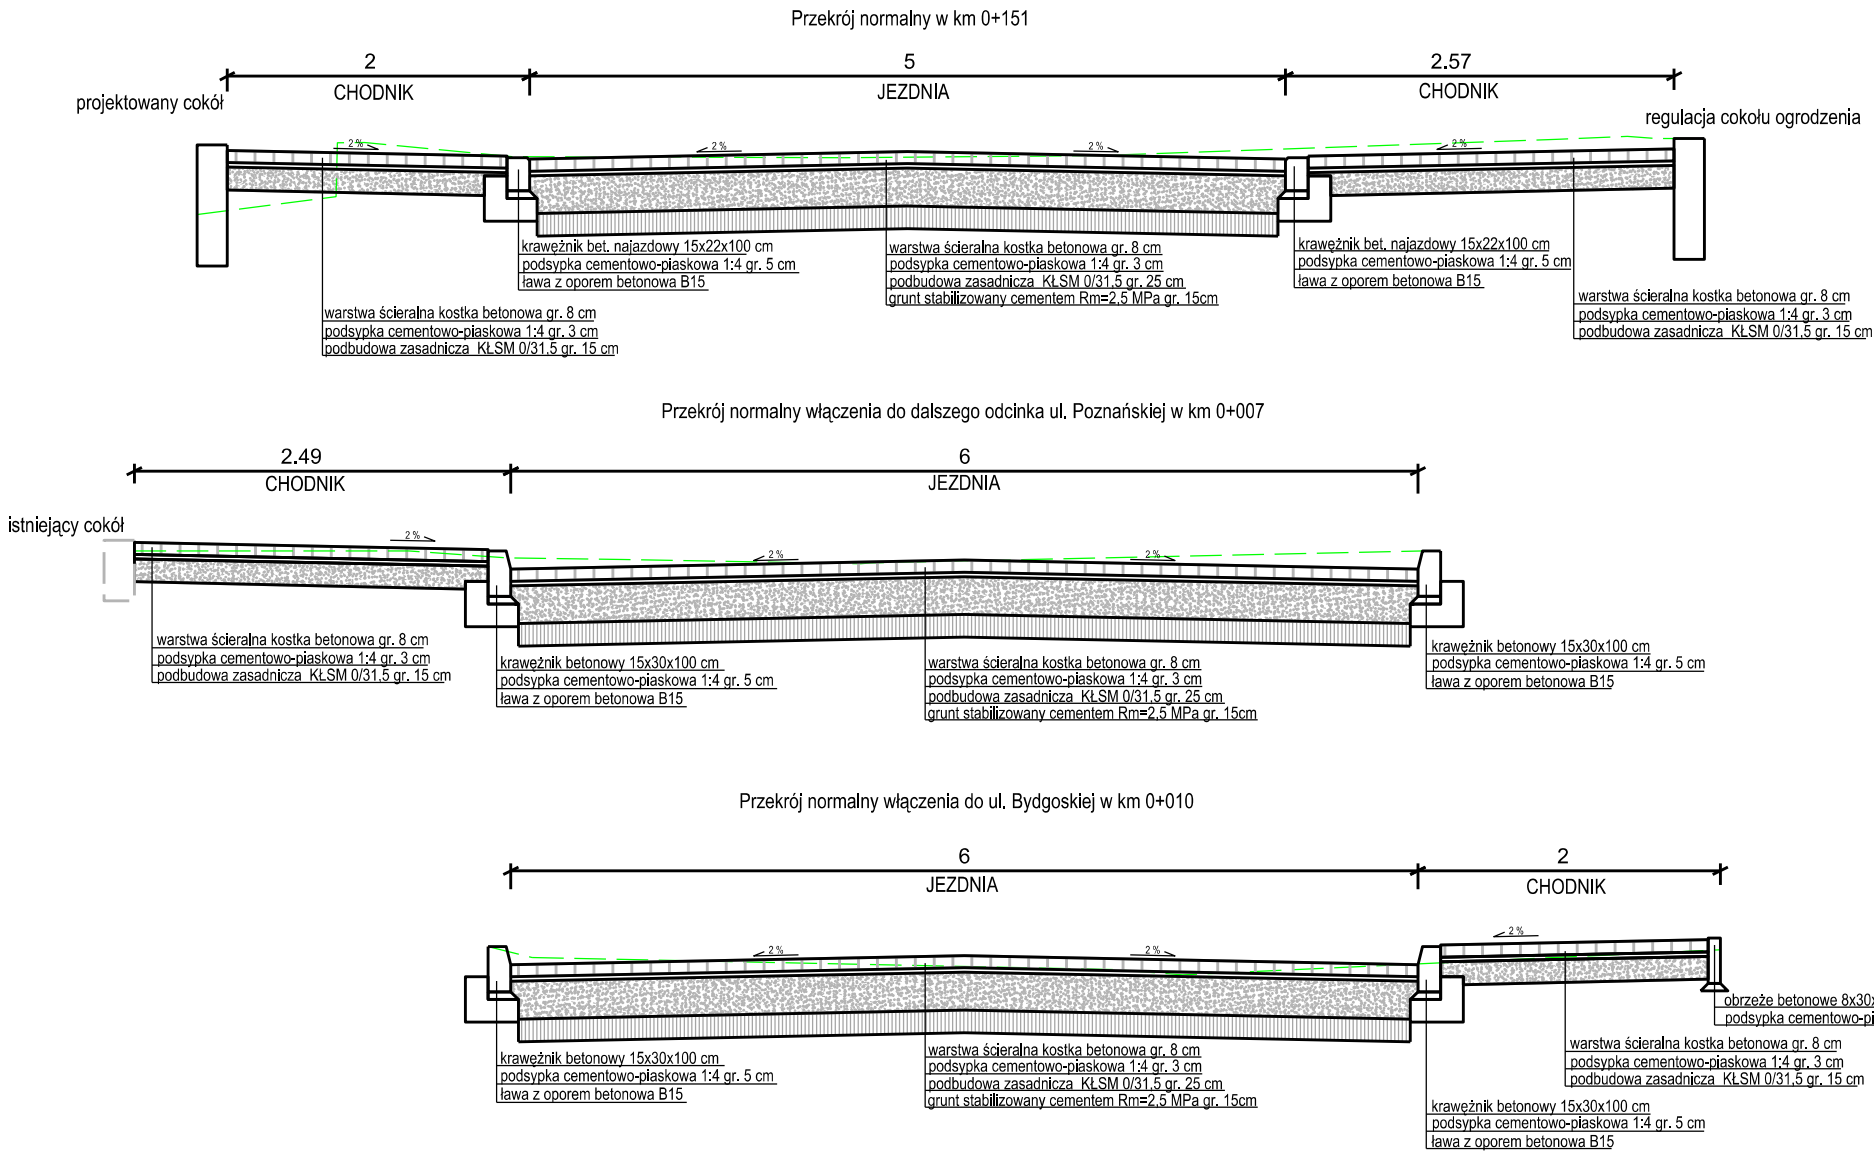 Przekrój normalny w km 0+151
2
5
2.57
CHODNIK
JEZDNIA
CHODNIK
projektowany cokół
regulacja cokołu ogrodzenia
2 %
2 %
2 %
2 %
krawężnik bet. najazdowy 15x22x100 cm
podsypka cementowo-piaskowa 1:4 gr. 5 cm
ława z oporem betonowa B15
warstwa ścieralna kostka betonowa gr. 8 cm
podsypka cementowo-piaskowa 1:4 gr. 3 cm
podbudowa zasadnicza KŁSM 0/31,5 gr. 25 cm
grunt stabilizowany cementem Rm=2,5 MPa gr. 15cm
krawężnik bet. najazdowy 15x22x100 cm
podsypka cementowo-piaskowa 1:4 gr. 5 cm
ława z oporem betonowa B15
warstwa ścieralna kostka betonowa gr. 8 cm
podsypka cementowo-piaskowa 1:4 gr. 3 cm
podbudowa zasadnicza KŁSM 0/31,5 gr. 15 cm
warstwa ścieralna kostka betonowa gr. 8 cm
podsypka cementowo-piaskowa 1:4 gr. 3 cm
podbudowa zasadnicza KŁSM 0/31,5 gr. 15 cm
Przekrój normalny włączenia do dalszego odcinka ul. Poznańskiej w km 0+007
2.49
6
CHODNIK
JEZDNIA
istniejący cokół
2 %
2 %
2 %
warstwa ścieralna kostka betonowa gr. 8 cm
podsypka cementowo-piaskowa 1:4 gr. 3 cm
podbudowa zasadnicza KŁSM 0/31,5 gr. 15 cm
krawężnik betonowy 15x30x100 cm
podsypka cementowo-piaskowa 1:4 gr. 5 cm
ława z oporem betonowa B15
warstwa ścieralna kostka betonowa gr. 8 cm
podsypka cementowo-piaskowa 1:4 gr. 3 cm
podbudowa zasadnicza KŁSM 0/31,5 gr. 25 cm
grunt stabilizowany cementem Rm=2,5 MPa gr. 15cm
krawężnik betonowy 15x30x100 cm
podsypka cementowo-piaskowa 1:4 gr. 5 cm
ława z oporem betonowa B15
Przekrój normalny włączenia do ul. Bydgoskiej w km 0+010
6
2
JEZDNIA
CHODNIK
2 %
2 %
2 %
krawężnik betonowy 15x30x100 cm
podsypka cementowo-piaskowa 1:4 gr. 5 cm
ława z oporem betonowa B15
warstwa ścieralna kostka betonowa gr. 8 cm
podsypka cementowo-piaskowa 1:4 gr. 3 cm
podbudowa zasadnicza KŁSM 0/31,5 gr. 25 cm
grunt stabilizowany cementem Rm=2,5 MPa gr. 15cm
obrzeże betonowe 8x30
podsypka
warstwa ścieralna kostka betonowa gr. 8 cm
podsypka cementowo-piaskowa 1:4 gr. 3 cm
podbudowa zasadnicza KŁSM 0/31,5 gr. 15 cm
krawężnik betonowy 15x30x100 cm
podsypka cementowo-piaskowa 1:4 gr. 5 cm
ława z oporem betonowa B15